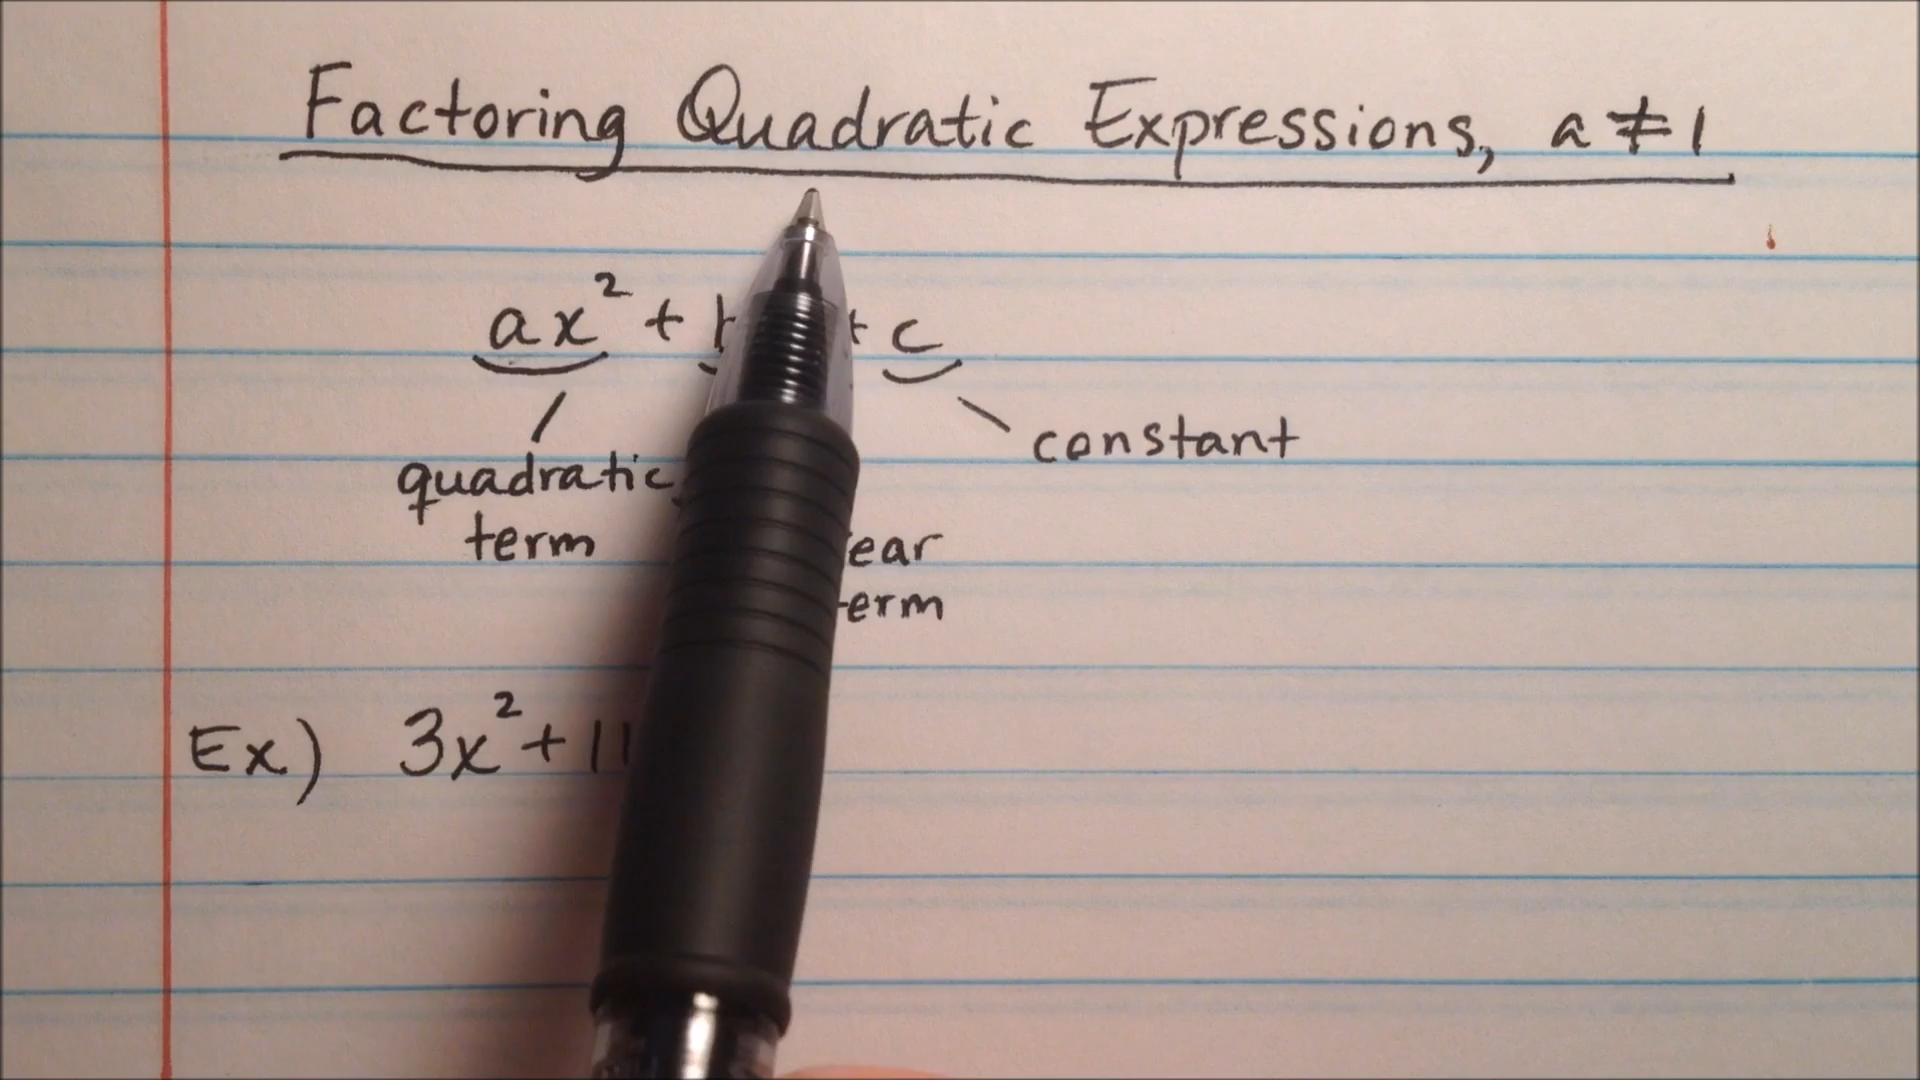 Factoring Quadratic Expressions, a ≠ 1
ax² + + c
constant
quadratic
term
ear
erm
Ex) 3x² + 11